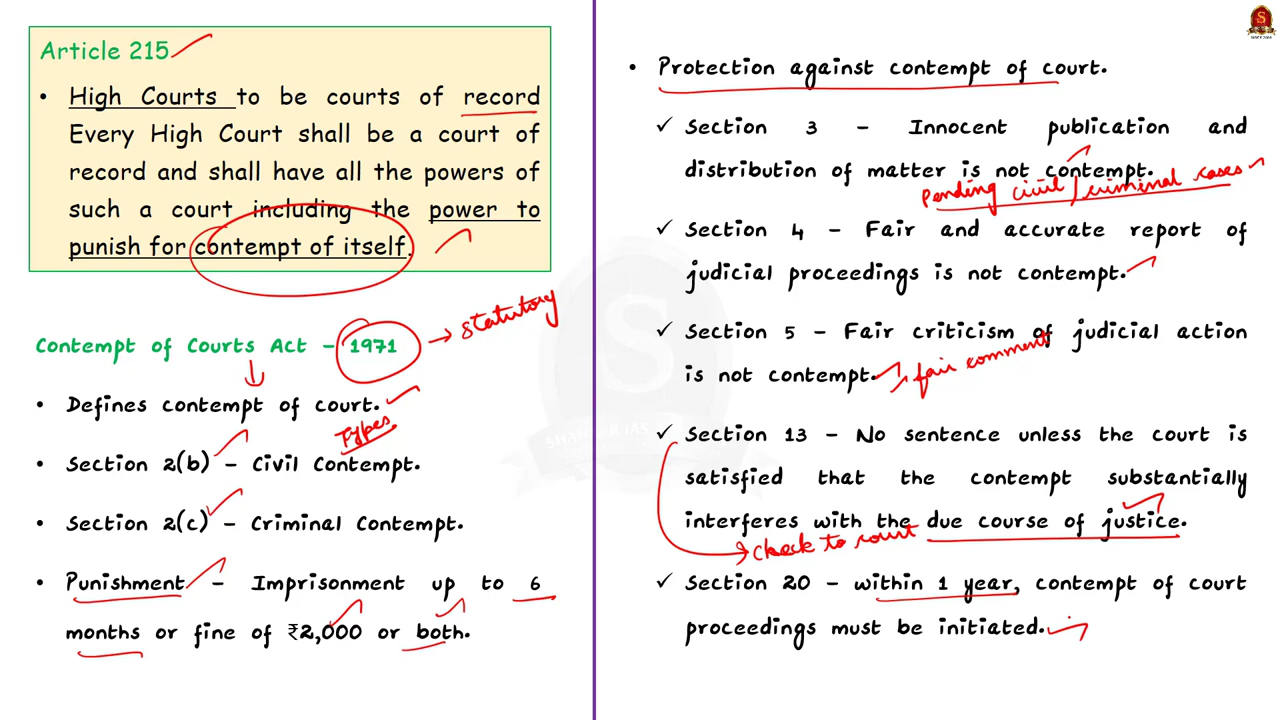 Article 215
• High Courts to be courts of record
Every High Court shall be a court of
record and shall have all the powers of
such a court including the power to
punish for contempt of itself.
Contempt of Courts Act - 1971 → statutory
• Defines contempt of court.
Types
• Section 2(b) - Civil Contempt.
• Section 2(c) - Criminal Contempt.
• Punishment - Imprisonment up to 6
months or fine of ₹2,000 or both.
• Protection against contempt of court.
✓ Section 3 - Innocent publication and
distribution of matter is not contempt.
Pending civil/criminal cases
✓ Section 4 - Fair and accurate report of
judicial proceedings is not contempt.
✓ Section 5 - Fair criticism of judicial action
is not contempt.
fair comment
✓ Section 13 - No sentence unless the court is
satisfied that the contempt substantially
interferes with the due course of justice.
check to court
✓ Section 20 - within 1 year, contempt of court
proceedings must be initiated.
S
SHANKAR IAS